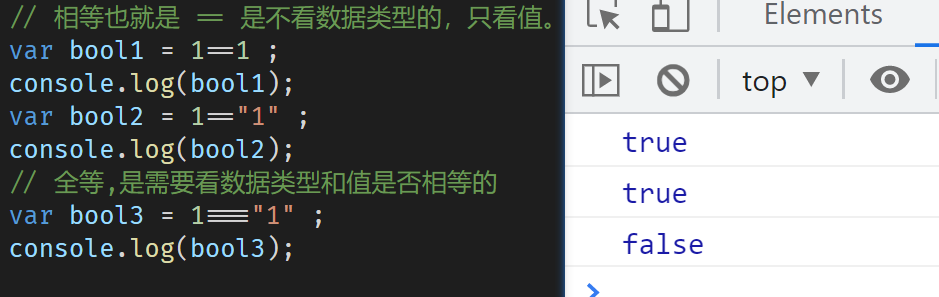 // 相等也就是 == 是不看数据类型的，只看值。
var bool1 = 1==1 ;
console.log(bool1);
var bool2 = 1=="1" ;
console.log(bool2);
// 全等,是需要看数据类型和值是否相等的
var bool3 = 1==="1" ;
console.log(bool3);
Elements
top
true
true
false